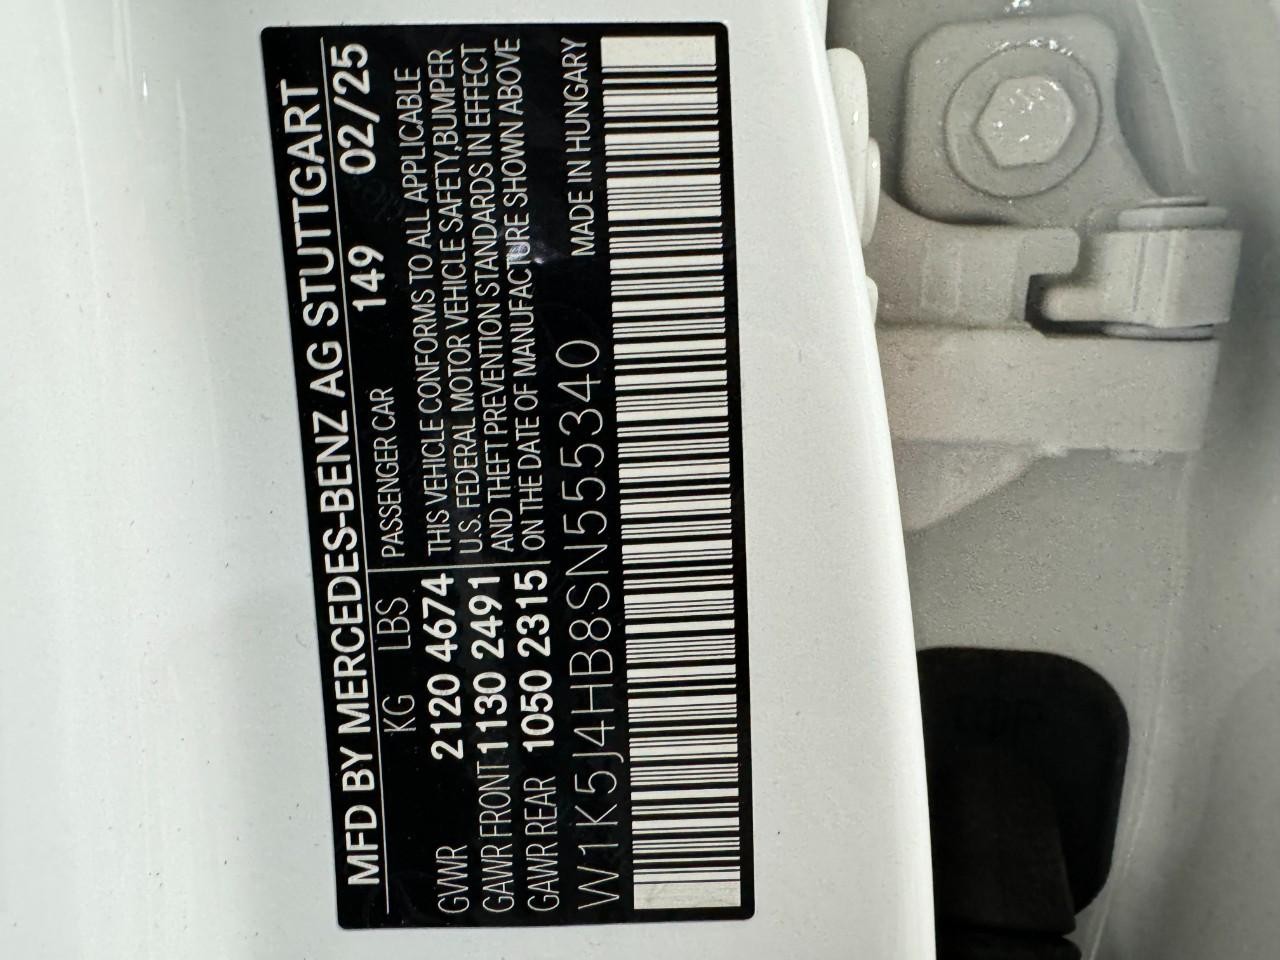 MFD BY MERCEDES-BENZ AG STUTTGART
KG LBS PASSENGER CAR 149 02/25
GVWR 2120 4674 THIS VEHICLE CONFORMS TO ALL APPLICABLE
GAWR FRONT 1130 2491 U.S. FEDERAL MOTOR VEHICLE SAFETY,BUMPER
GAWR REAR 1050 2315 AND THEFT PREVENTION STANDARDS IN EFFECT
ON THE DATE OF MANUFACTURE SHOWN ABOVE
W1K5J4HB8SN555340 MADE IN HUNGARY